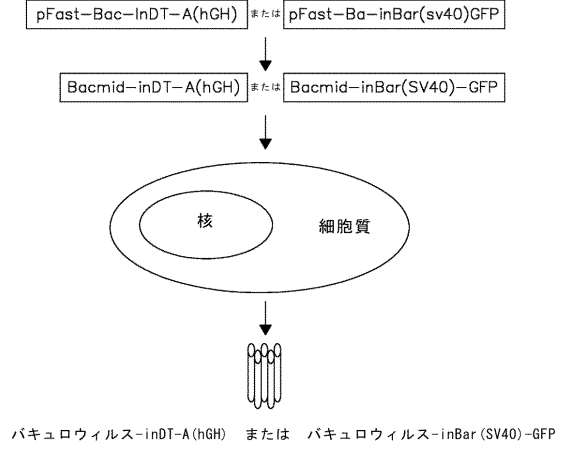 pFast-Bac-InDT-A(hGH) または pFast-Ba-inBar(sv40)GFP
Bacmid-inDT-A(hGH) または Bacmid-inBar(SV40)-GFP
核 細胞質
バキュロウィルス-inDT-A(hGH) または バキュロウィルス-inBar(SV40)-GFP